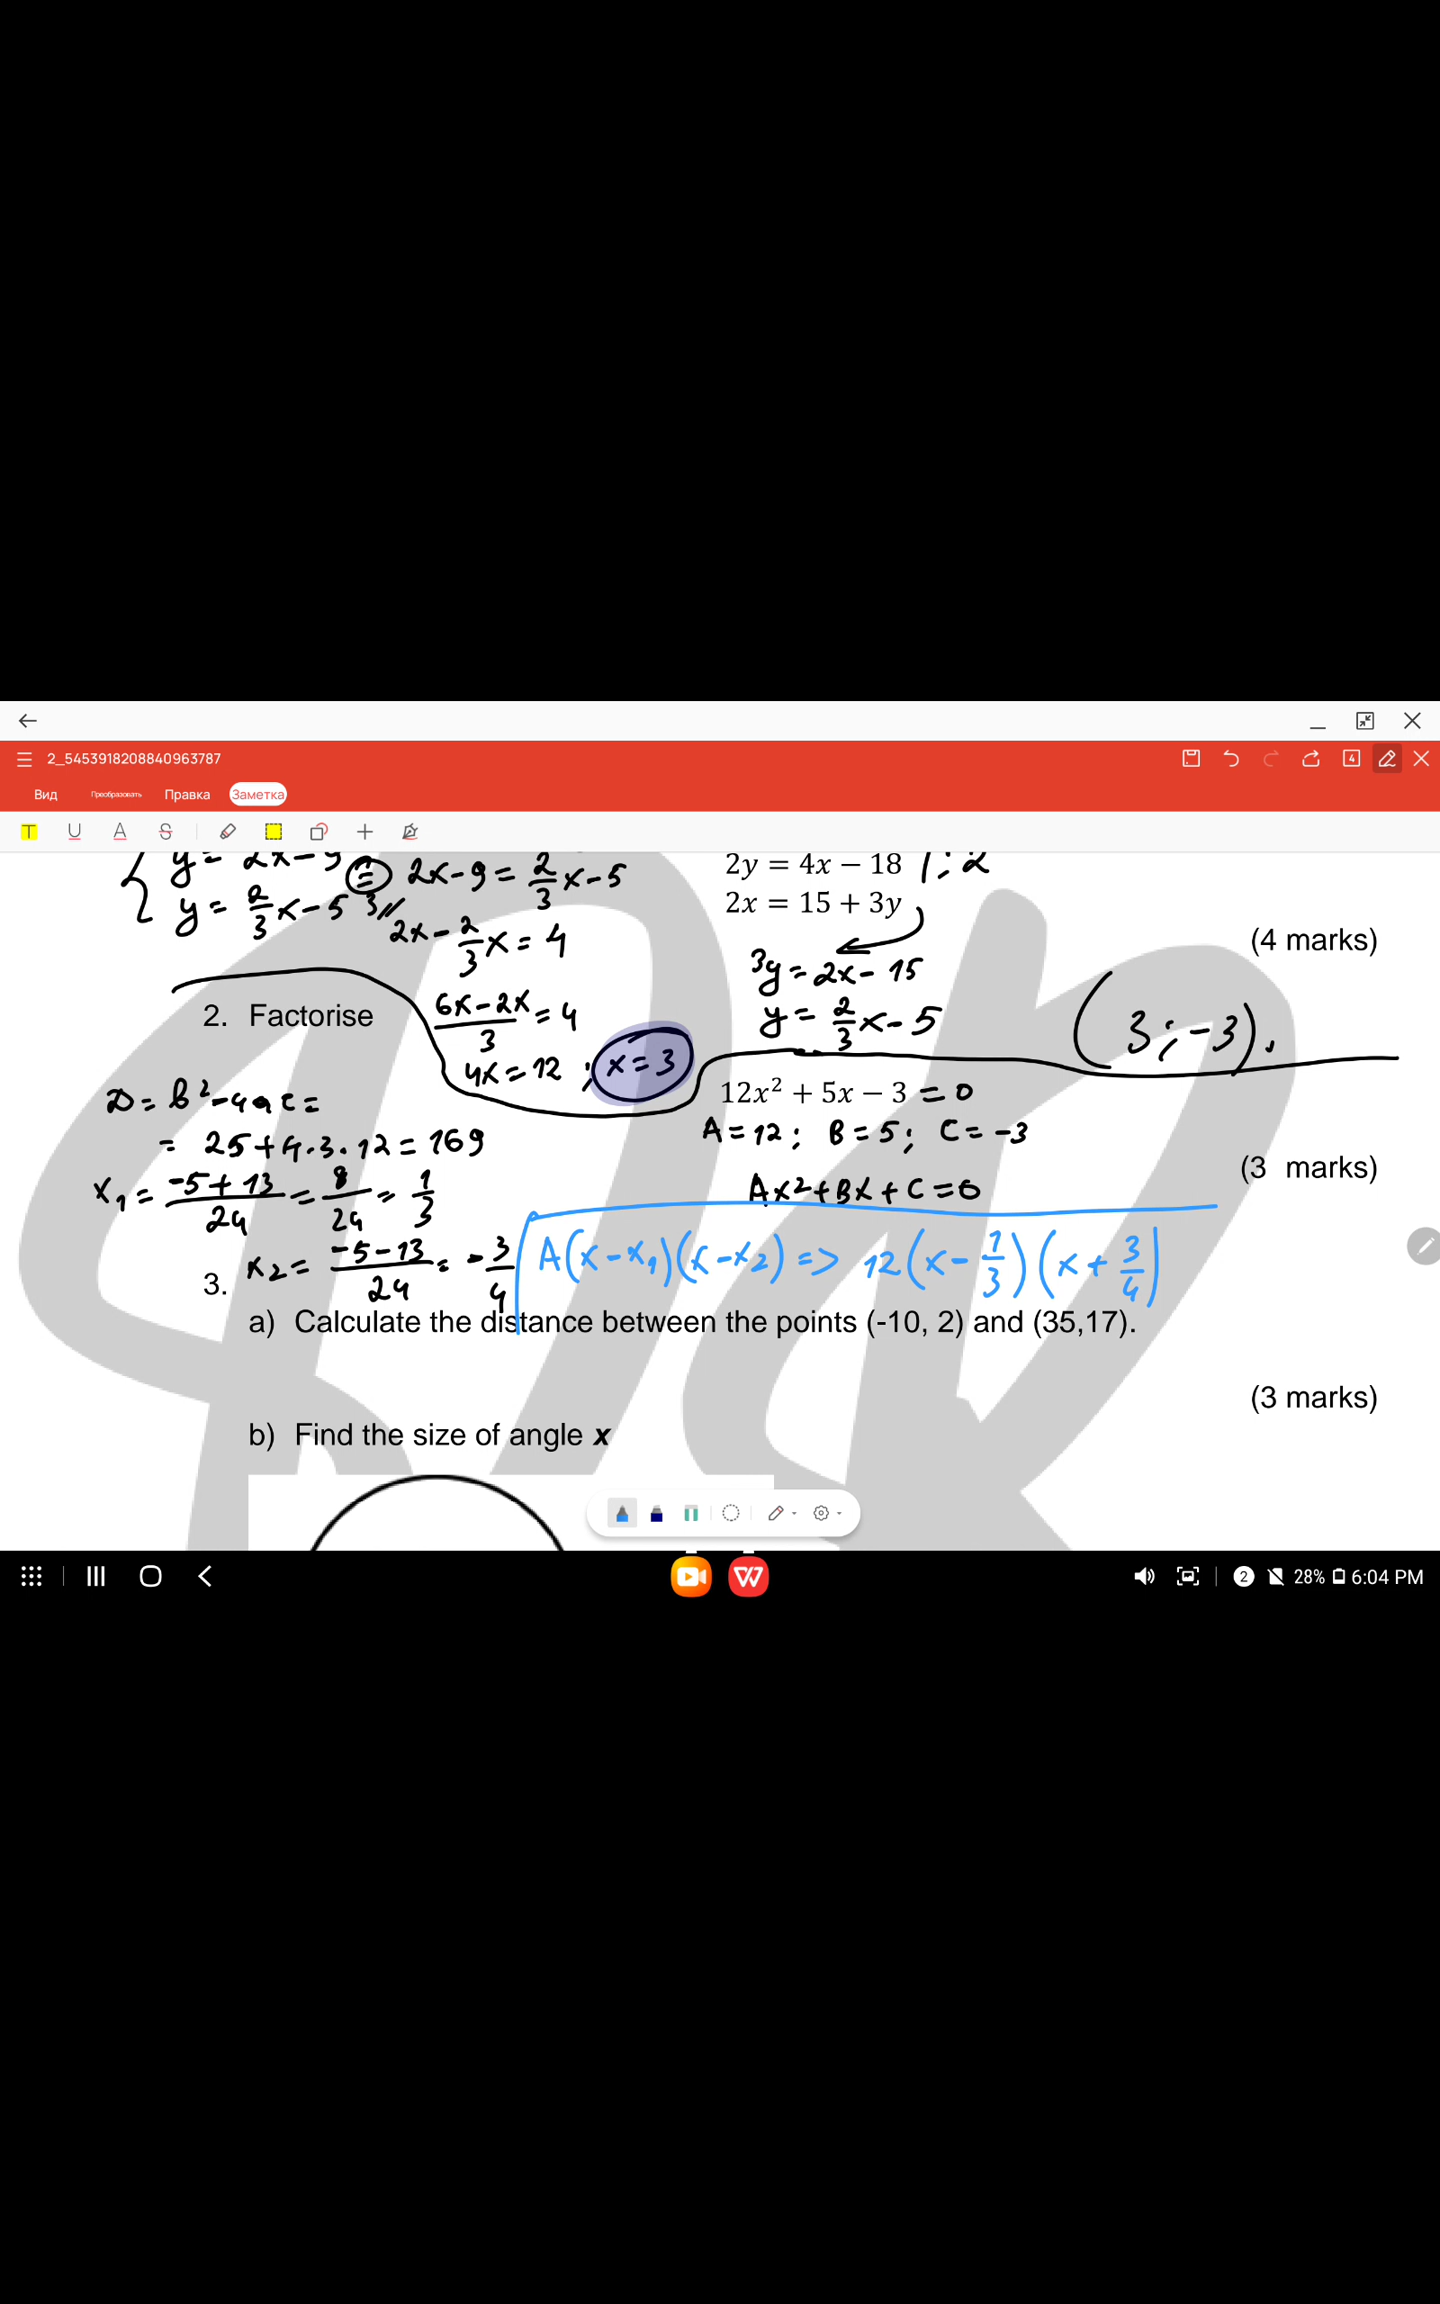 2_5453918208840963787
Вид Преобразовать Правка Заметка
T U A S
y = 2x-9 = 2x-9 = 2/3 x-5
y = 2/3 x-5
2x - 2/3 x = 4
2y = 4x − 18 | : 2
2x = 15 + 3y
(4 marks)
3y = 2x - 15
y = 2/3 x - 5
(3 ; -3).
2. Factorise
6x-2x/3 = 4
4x = 12 ; x = 3
12x² + 5x − 3 = 0
A = 12 ; B = 5 ; C = -3
(3 marks)
Ax²+Bx+C=0
D = b²-4ac =
= 25+4·3·12 = 169
x₁ = -5+13/24 = 8/24 = 1/3
x₂ = -5-13/24 = -3/4
A(x-x₁)(x-x₂) => 12(x - 1/3)(x + 3/4)
3.
a) Calculate the distance between the points (-10, 2) and (35,17).
(3 marks)
b) Find the size of angle x
2 28% 6:04 PM